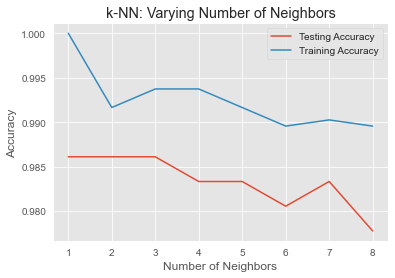 k-NN: Varying Number of Neighbors
Testing Accuracy
Training Accuracy
1.000
0.995
0.990
0.985
0.980
Accuracy
1 2 3 4 5 6 7 8
Number of Neighbors